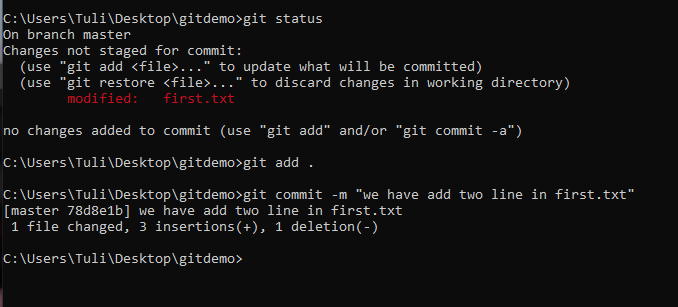 C:\Users\Tuli\Desktop\gitdemo>git status
On branch master
Changes not staged for commit:
  (use "git add <file>..." to update what will be committed)
  (use "git restore <file>..." to discard changes in working directory)
        modified:   first.txt
no changes added to commit (use "git add" and/or "git commit -a")
C:\Users\Tuli\Desktop\gitdemo>git add .
C:\Users\Tuli\Desktop\gitdemo>git commit -m "we have add two line in first.txt"
[master 78d8e1b] we have add two line in first.txt
 1 file changed, 3 insertions(+), 1 deletion(-)
C:\Users\Tuli\Desktop\gitdemo>